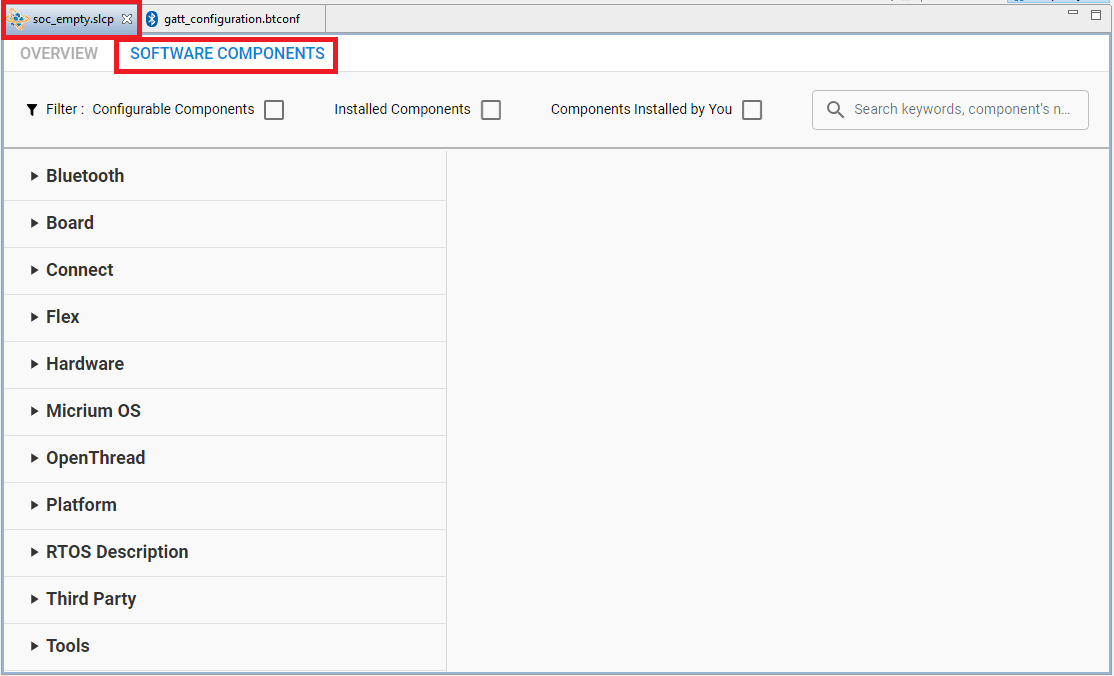 soc_empty.slcp gatt_configuration.btconf
OVERVIEW SOFTWARE COMPONENTS
Filter : Configurable Components Installed Components Components Installed by You Search keywords, component's n...
Bluetooth
Board
Connect
Flex
Hardware
Micrium OS
OpenThread
Platform
RTOS Description
Third Party
Tools